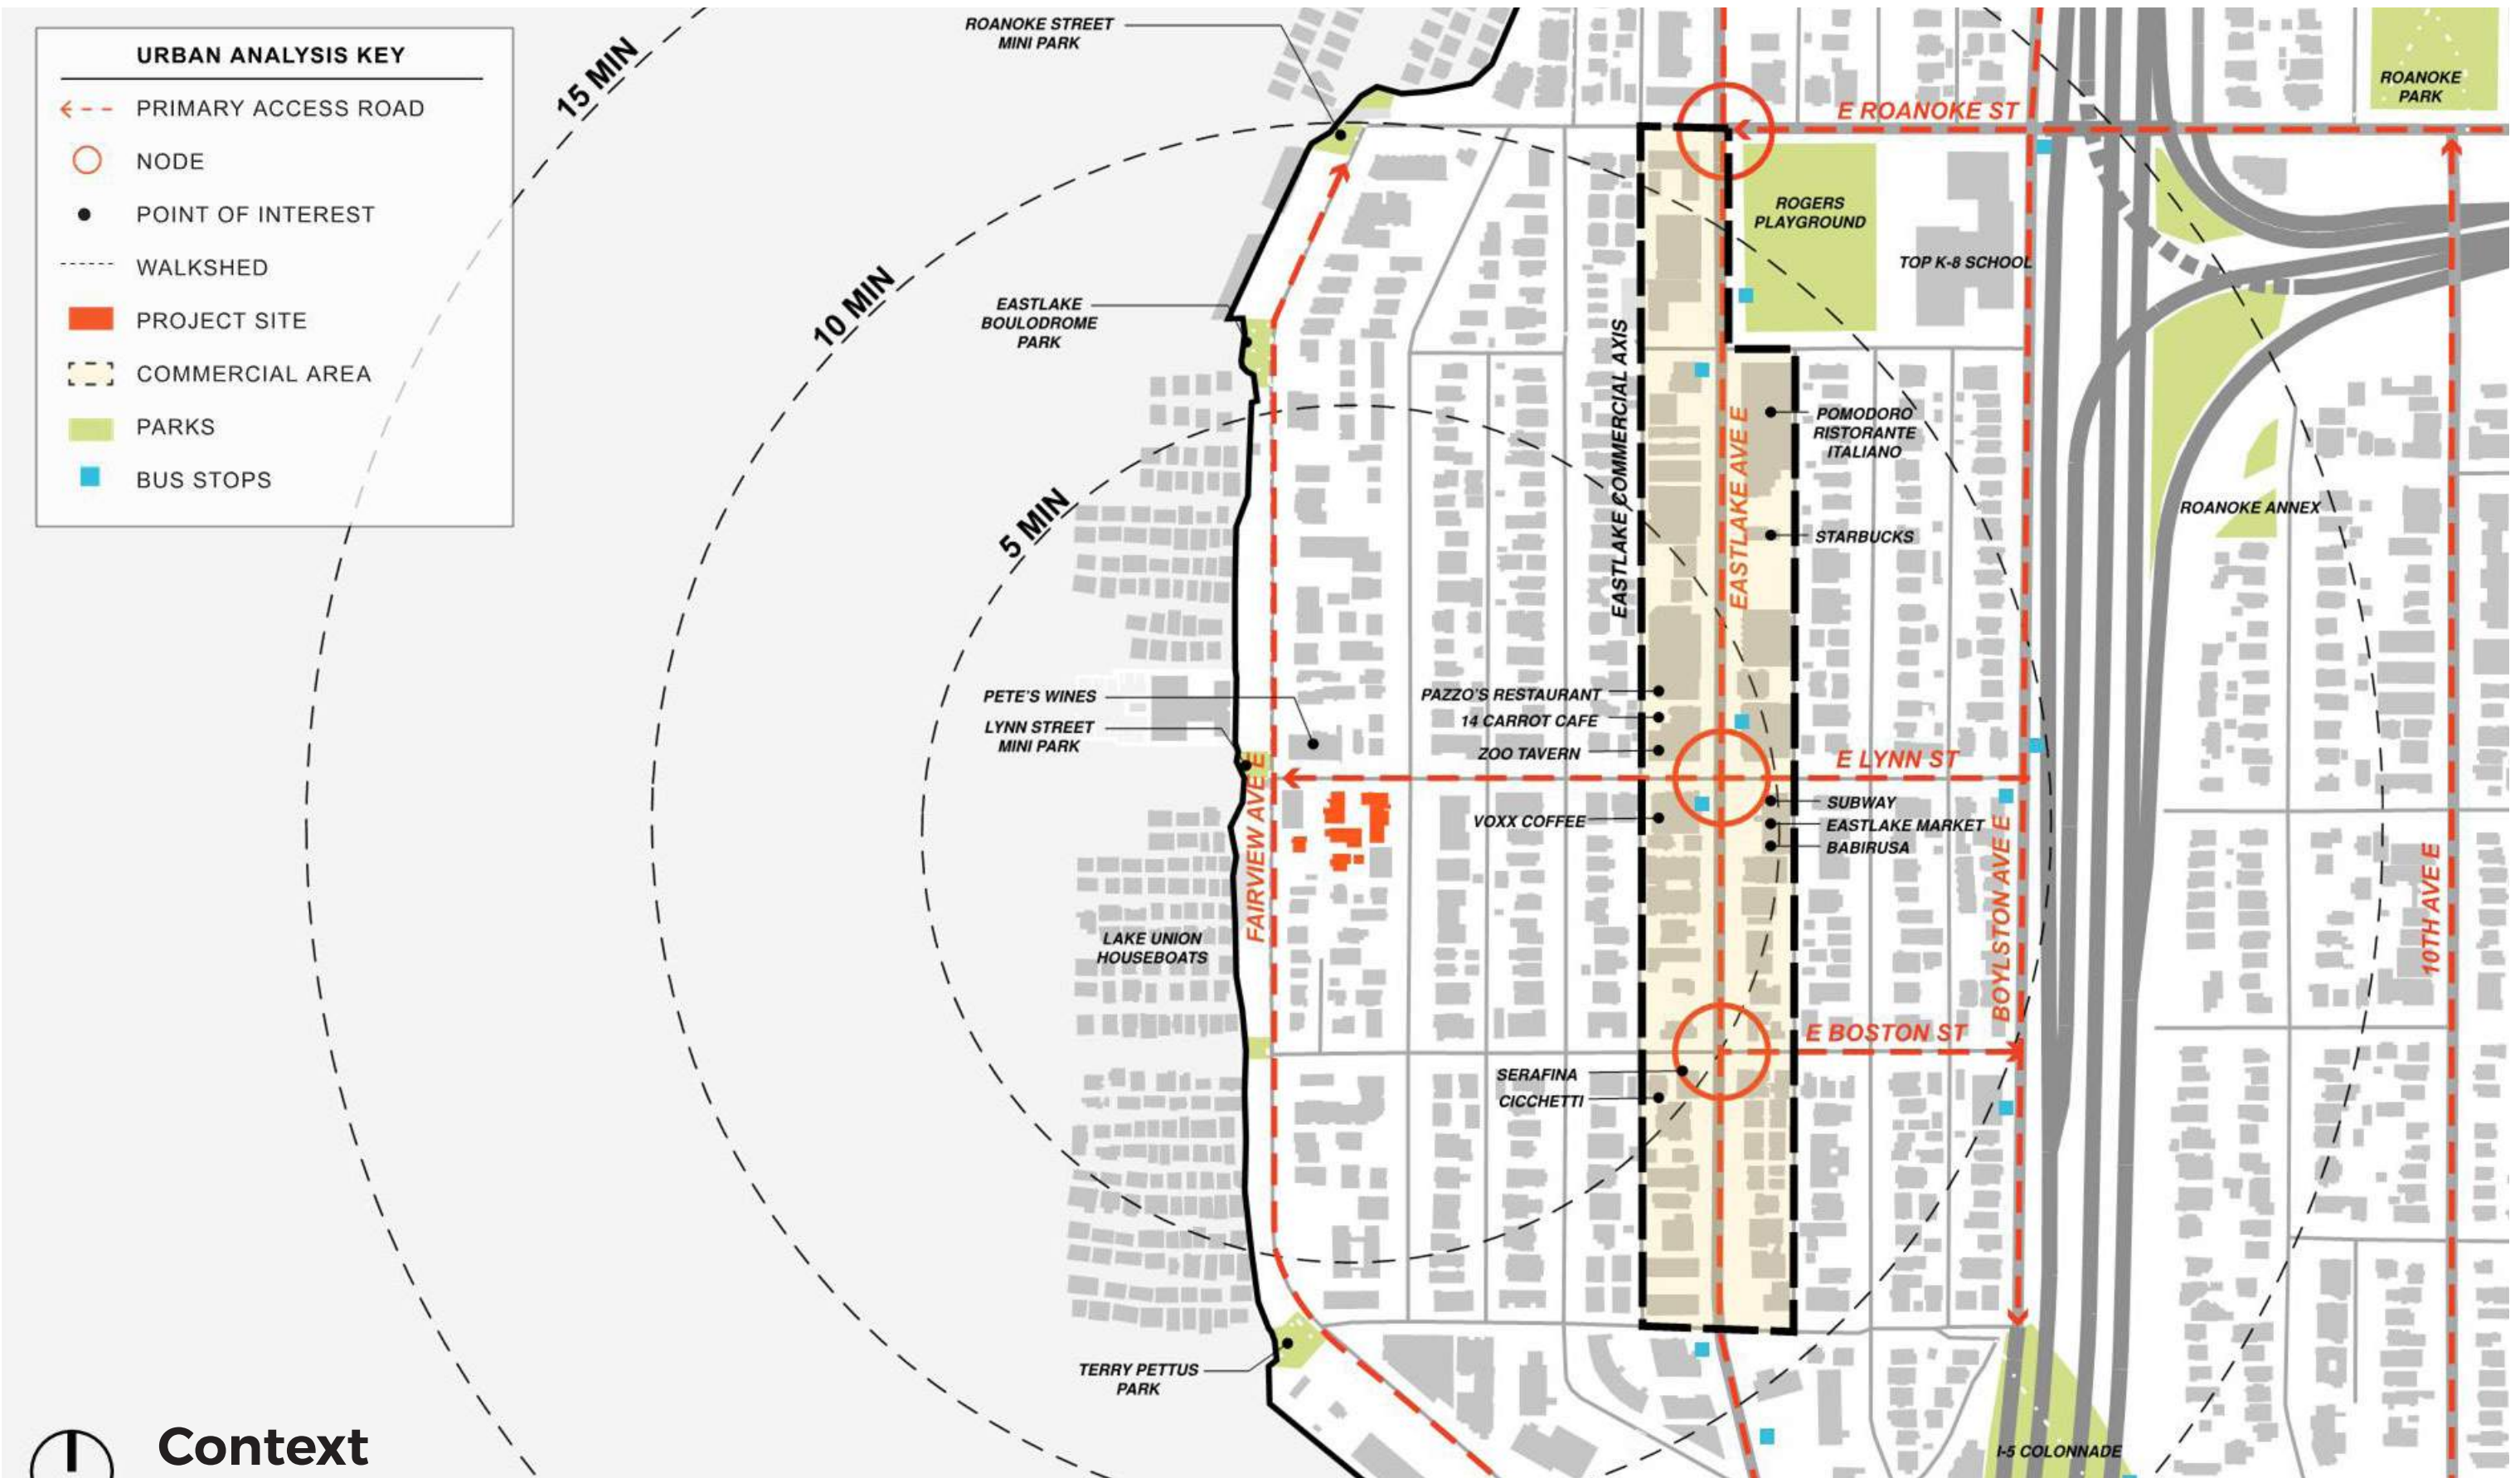 URBAN ANALYSIS KEY
PRIMARY ACCESS ROAD
NODE
POINT OF INTEREST
WALKSHED
PROJECT SITE
COMMERCIAL AREA
PARKS
BUS STOPS
15 MIN
10 MIN
5 MIN
ROANOKE STREET
MINI PARK
E ROANOKE ST
ROANOKE
PARK
ROGERS
PLAYGROUND
TOP K-8 SCHOOL
EASTLAKE
BOULODROME
PARK
EASTLAKE COMMERCIAL AXIS
EASTLAKE AVE E
POMODORO
RISTORANTE
ITALIANO
STARBUCKS
ROANOKE ANNEX
PETE'S WINES
LYNN STREET
MINI PARK
PAZZO'S RESTAURANT
14 CARROT CAFE
ZOO TAVERN
E LYNN ST
VOXX COFFEE
SUBWAY
EASTLAKE MARKET
BABIRUSA
FAIRVIEW AVE E
BOYLSTON AVE E
10TH AVE E
LAKE UNION
HOUSEBOATS
E BOSTON ST
SERAFINA
CICCHETTI
TERRY PETTUS
PARK
I-5 COLONNADE
Context